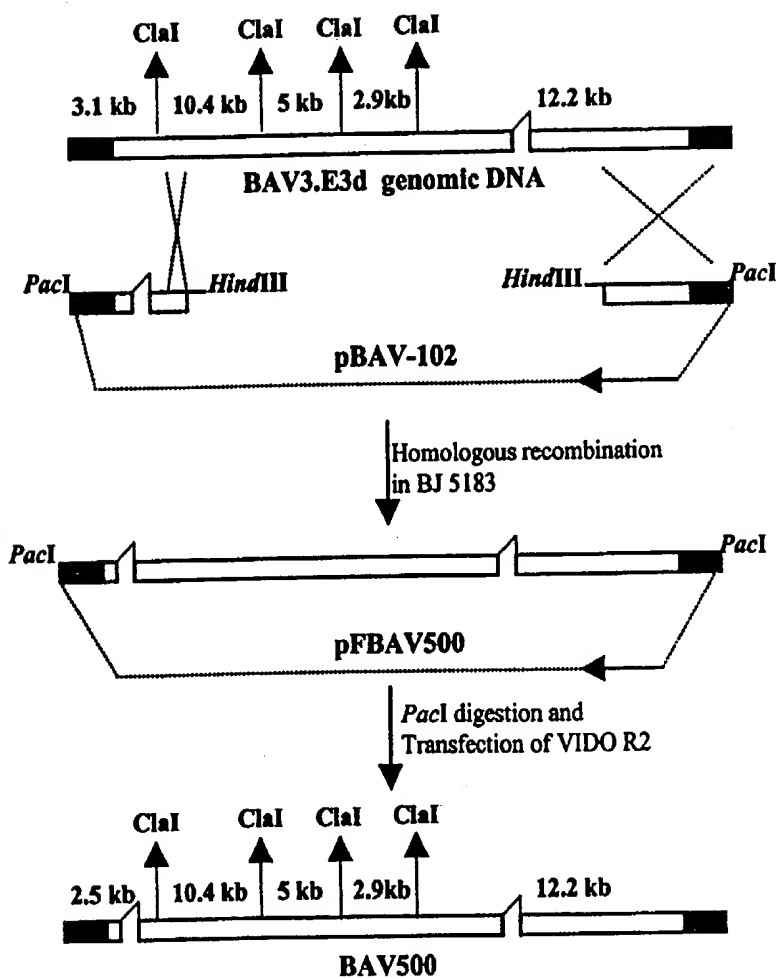 ClaI ClaI ClaI ClaI
3.1 kb 10.4 kb 5 kb 2.9kb 12.2 kb
BAV3.E3d genomic DNA
PacI HindIII HindIII PacI
pBAV-102
Homologous recombination
in BJ 5183
PacI PacI
pFBAV500
PacI digestion and
Transfection of VIDO R2
ClaI ClaI ClaI ClaI
2.5 kb 10.4 kb 5 kb 2.9kb 12.2 kb
BAV500